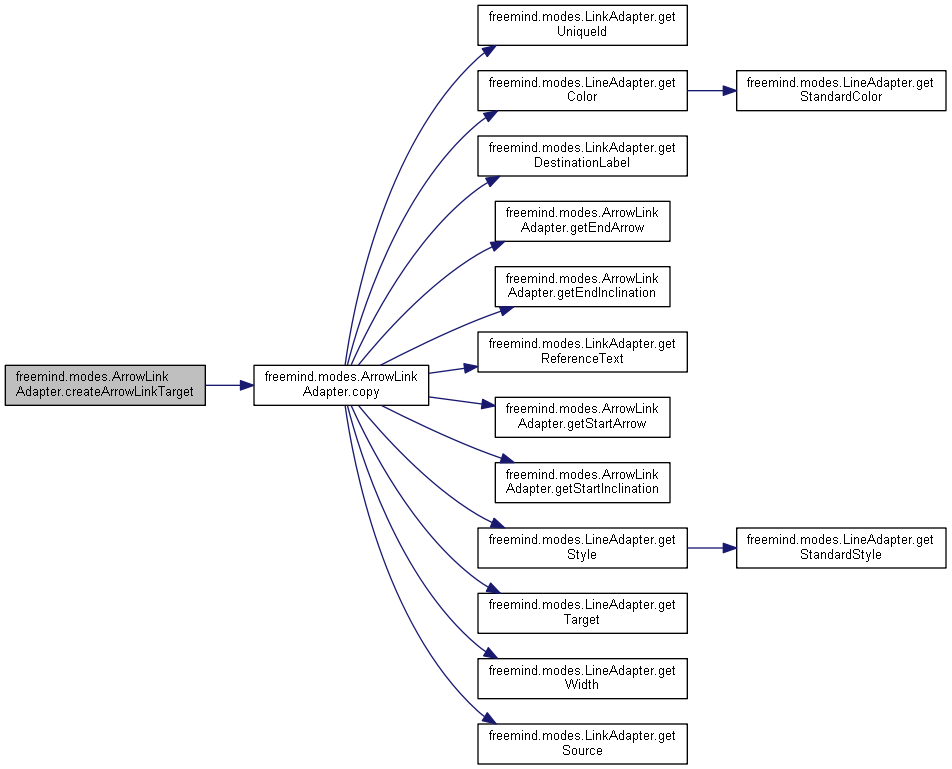 freemind.modes.ArrowLink
Adapter.createArrowLinkTarget
freemind.modes.ArrowLink
Adapter.copy
freemind.modes.LinkAdapter.get
UniqueId
freemind.modes.LineAdapter.get
Color
freemind.modes.LineAdapter.get
StandardColor
freemind.modes.LinkAdapter.get
DestinationLabel
freemind.modes.ArrowLink
Adapter.getEndArrow
freemind.modes.ArrowLink
Adapter.getEndInclination
freemind.modes.LinkAdapter.get
ReferenceText
freemind.modes.ArrowLink
Adapter.getStartArrow
freemind.modes.ArrowLink
Adapter.getStartInclination
freemind.modes.LineAdapter.get
Style
freemind.modes.LineAdapter.get
StandardStyle
freemind.modes.LineAdapter.get
Target
freemind.modes.LineAdapter.get
Width
freemind.modes.LinkAdapter.get
Source